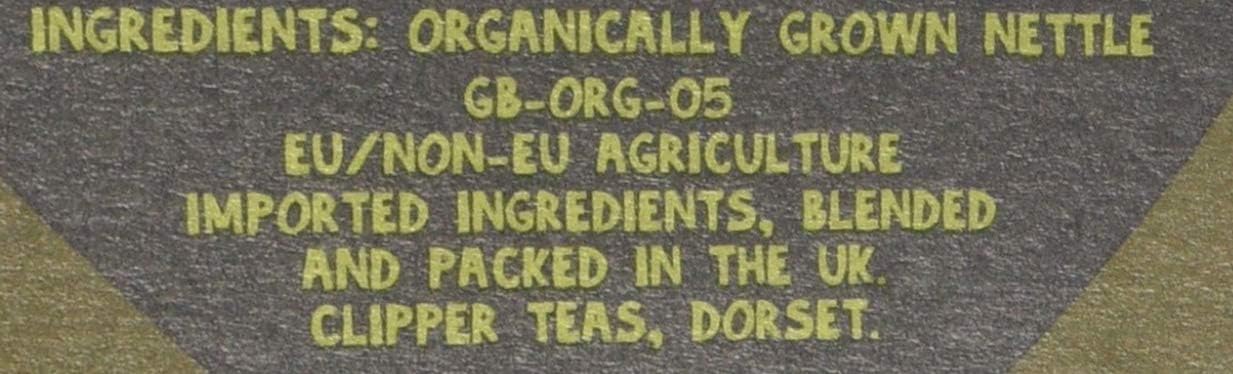 INGREDIENTS: ORGANICALLY GROWN NETTLE
GB-ORG-05
EU/NON-EU AGRICULTURE
IMPORTED INGREDIENTS, BLENDED
AND PACKED IN THE UK.
CLIPPER TEAS, DORSET.